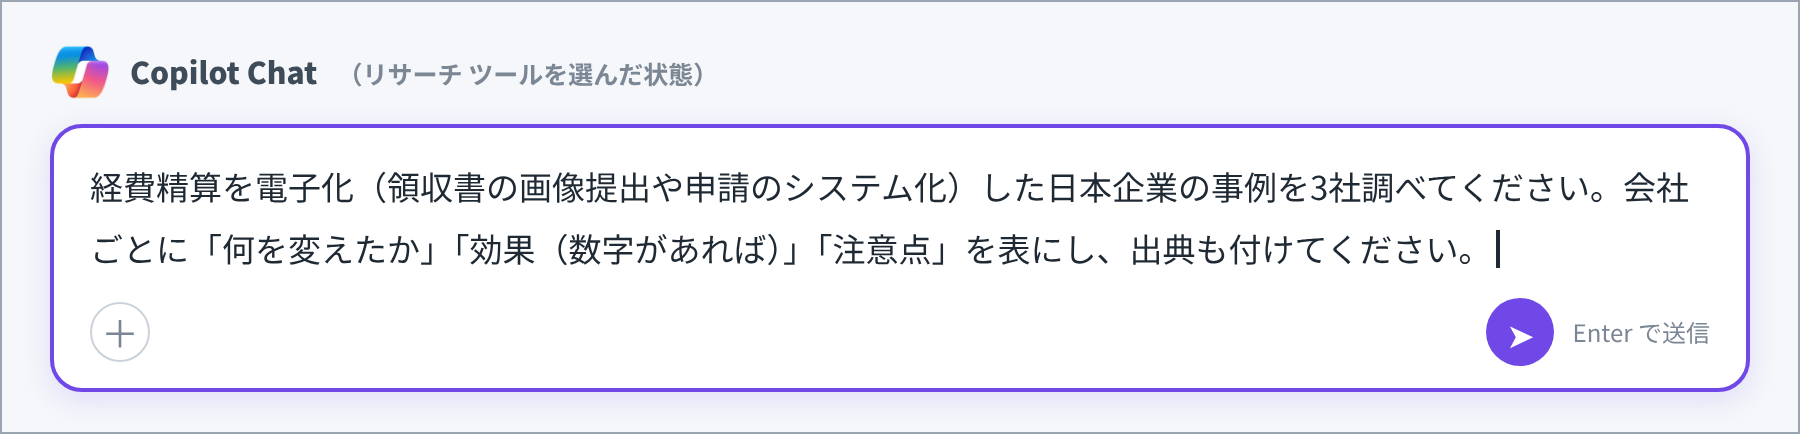 Copilot Chat （リサーチ ツールを選んだ状態）
経費精算を電子化（領収書の画像提出や申請のシステム化）した日本企業の事例を3社調べてください。会社
ごとに「何を変えたか」「効果（数字があれば）」「注意点」を表にし、出典も付けてください。
Enter で送信